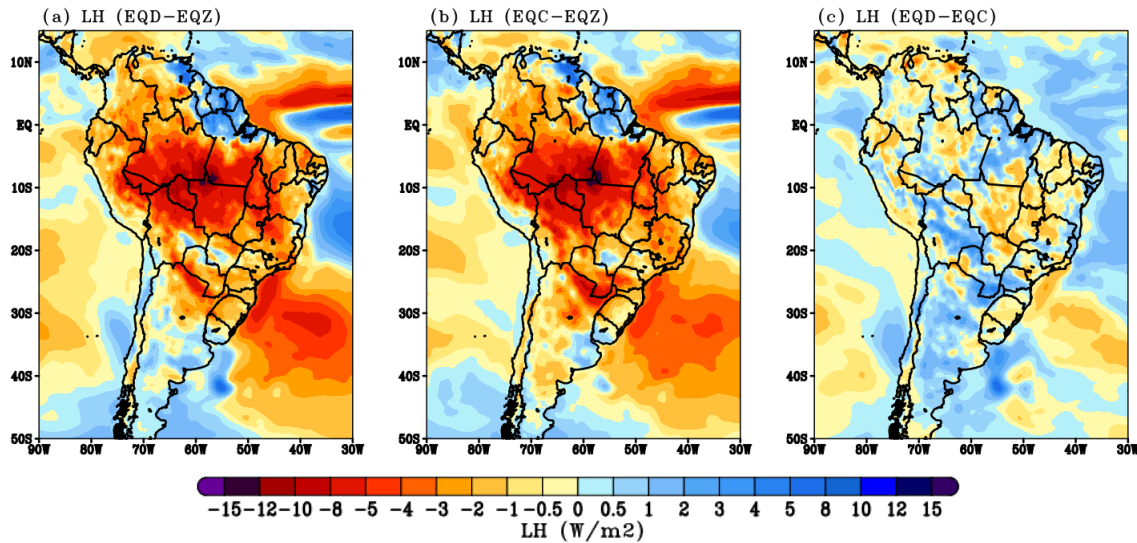 (a) LH (EQD−EQZ)
(b) LH (EQC−EQZ)
(c) LH (EQD−EQC)
10N
EQ
10S
20S
30S
40S
50S
90W 80W 70W 60W 50W 40W 30W
10N
EQ
10S
20S
30S
40S
50S
90W 80W 70W 60W 50W 40W 30W
10N
EQ
10S
20S
30S
40S
50S
90W 80W 70W 60W 50W 40W 30W
−15 −12 −10 −8 −5 −4 −3 −2 −1 −0.5 0 0.5 1 2 3 4 5 8 10 12 15
LH (W/m2)